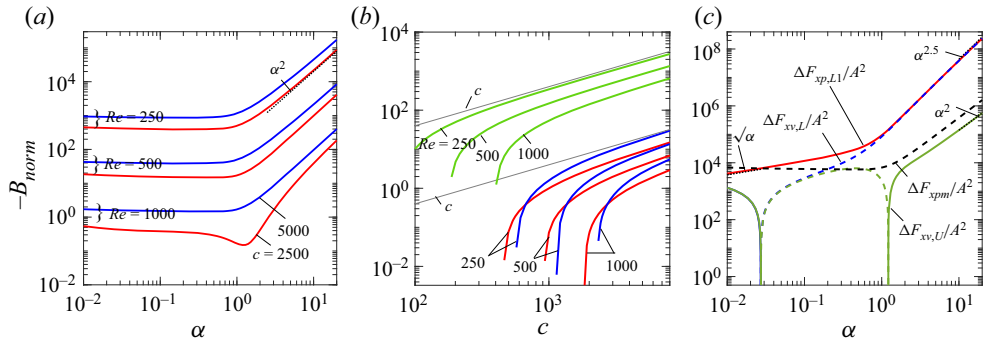 (a)
(b)
(c)
−B_norm
10^4
10^2
10^0
10^−2
10^−2
10^−1
10^0
10^1
α
α^2
} Re = 250
} Re = 500
} Re = 1000
5000
c = 2500
10^2
10^0
10^−2
10^2
10^3
c
c
c
Re = 250
500
1000
250
500
1000
10^8
10^6
10^4
10^2
10^0
10^−2
10^−1
10^0
10^1
α
α^2.5
ΔF_xp,L1/A^2
ΔF_xv,L/A^2
α^2
√α
ΔF_xpm/A^2
ΔF_xv,U/A^2